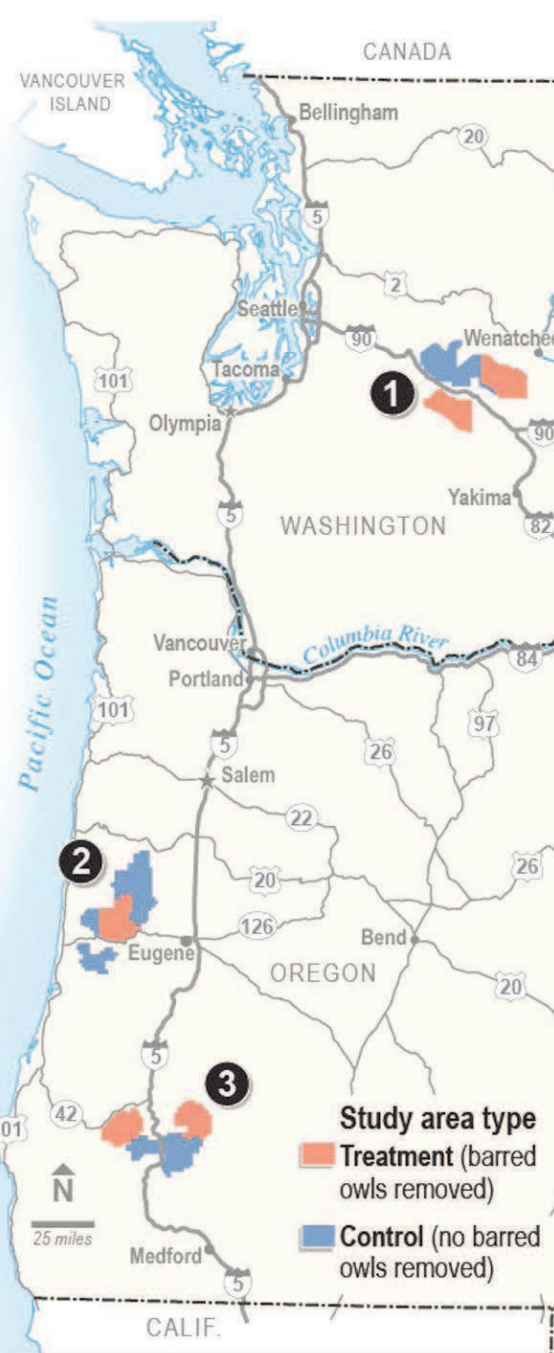 CANADA
VANCOUVER
ISLAND
Bellingham
20
5
2
Seattle
90
Wenatchee
101
Tacoma
1
Olympia
90
Yakima
5
82
WASHINGTON
Pacific Ocean
Vancouver
Columbia River
84
Portland
101
97
5
26
Salem
22
2
20
26
126
Eugene
Bend
OREGON
20
5
3
42
01
Study area type
Treatment (barred
owls removed)
N
25 miles
Control (no barred
owls removed)
Medford
5
CALIF.